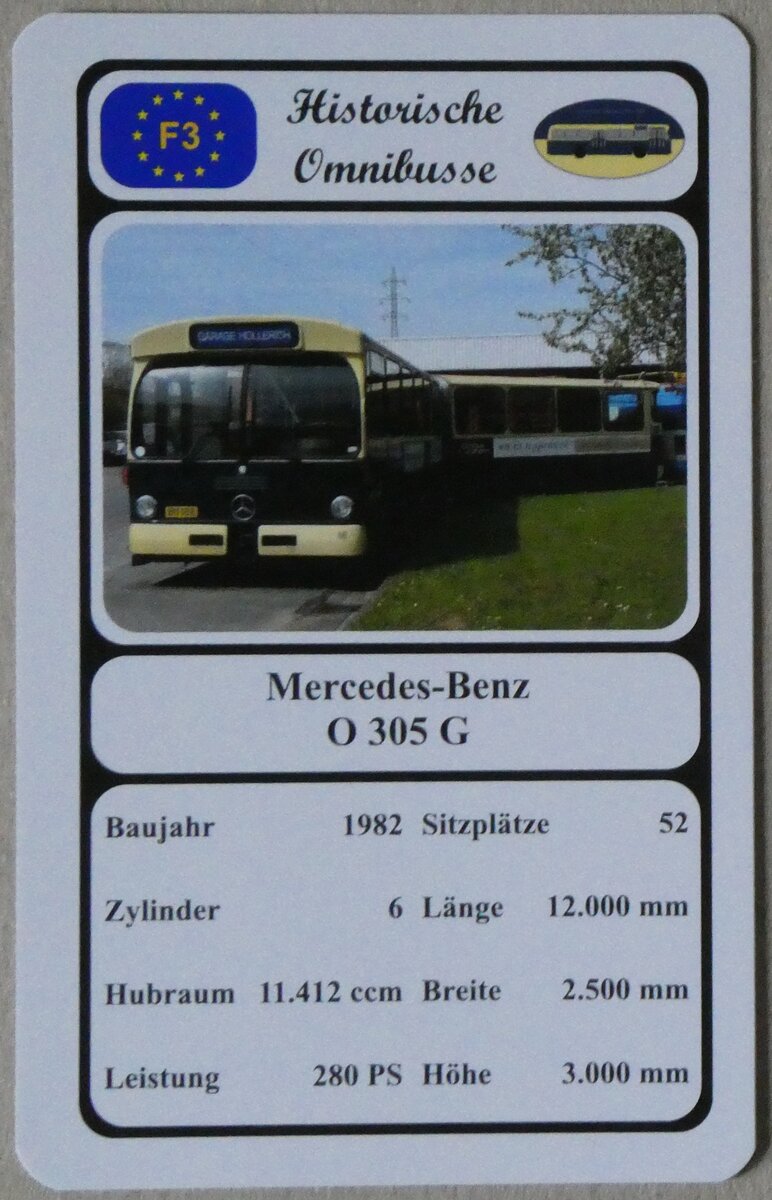 F3
Historische
Omnibusse
GARAGE HOLLERICH
Mercedes-Benz
O 305 G
Baujahr 1982 Sitzplätze 52
Zylinder 6 Länge 12.000 mm
Hubraum 11.412 ccm Breite 2.500 mm
Leistung 280 PS Höhe 3.000 mm